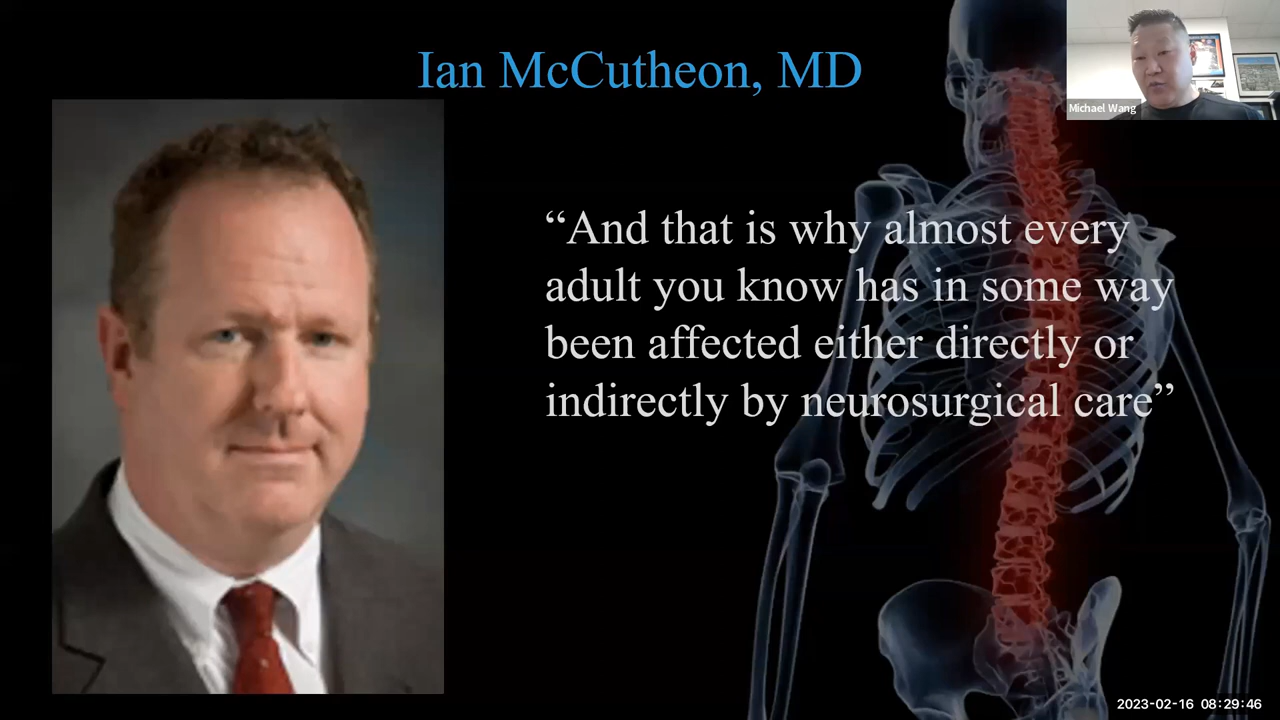 Ian McCutheon, MD
Michael Wang
“And that is why almost every
adult you know has in some way
been affected either directly or
indirectly by neurosurgical care”
2023-02-16 08:29:46